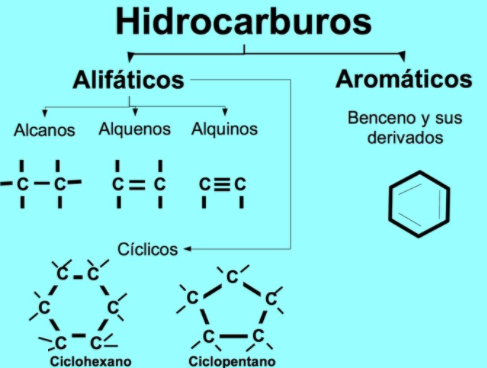 Hidrocarburos
Alifáticos
Aromáticos
Alcanos Alquenos Alquinos
Benceno y sus
derivados
C C C C C C
Cíclicos
C C
C C
C C
Ciclohexano
C
C C
C C
Ciclopentano